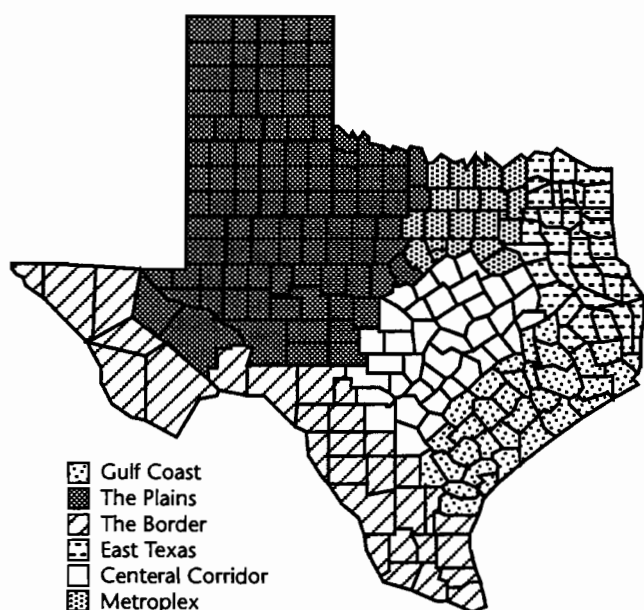 Gulf Coast
The Plains
The Border
East Texas
Centeral Corridor
Metroplex